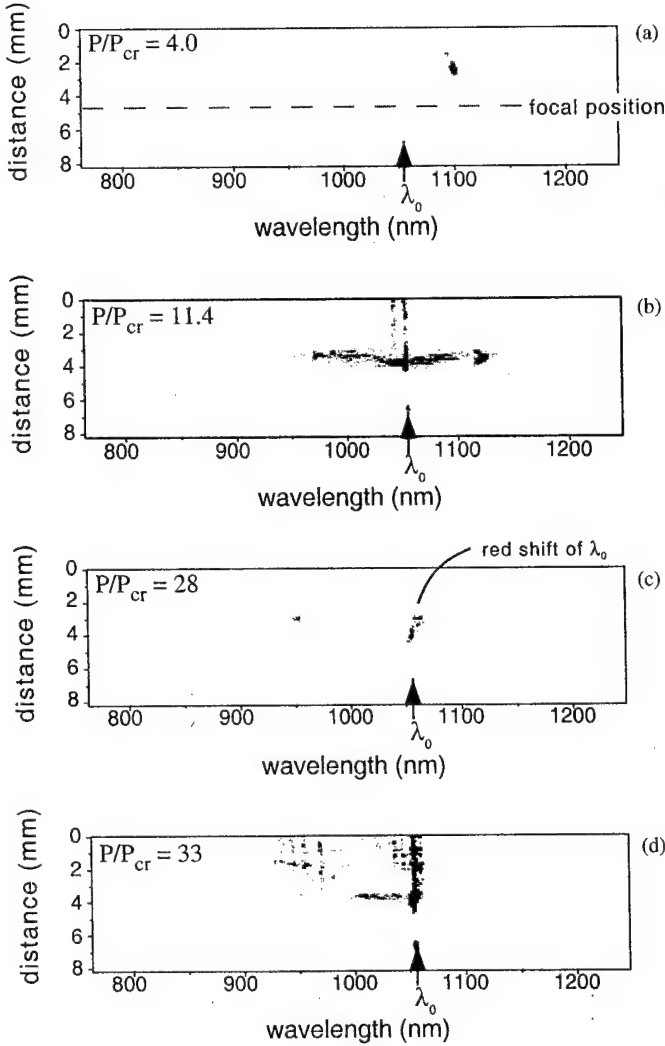 P/Pcr = 4.0
(a)
distance (mm)
0
2
4
6
8
focal position
800
900
1000
1100
1200
λ₀
wavelength (nm)
P/Pcr = 11.4
(b)
distance (mm)
0
2
4
6
8
800
900
1000
1100
1200
λ₀
wavelength (nm)
red shift of λ₀
P/Pcr = 28
(c)
distance (mm)
0
2
4
6
8
800
900
1000
1100
1200
λ₀
wavelength (nm)
P/Pcr = 33
(d)
distance (mm)
0
2
4
6
8
800
900
1000
1100
1200
λ₀
wavelength (nm)